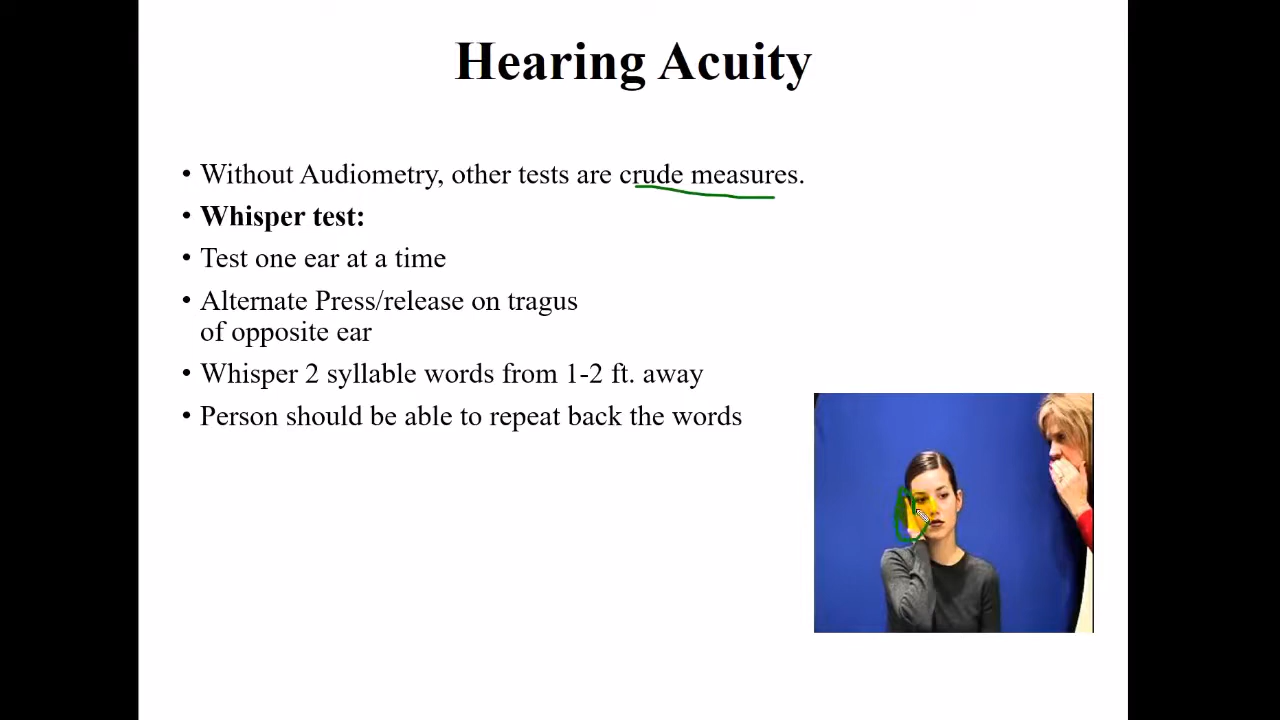 Hearing Acuity
• Without Audiometry, other tests are crude measures.
• Whisper test:
• Test one ear at a time
• Alternate Press/release on tragus
of opposite ear
• Whisper 2 syllable words from 1-2 ft. away
• Person should be able to repeat back the words